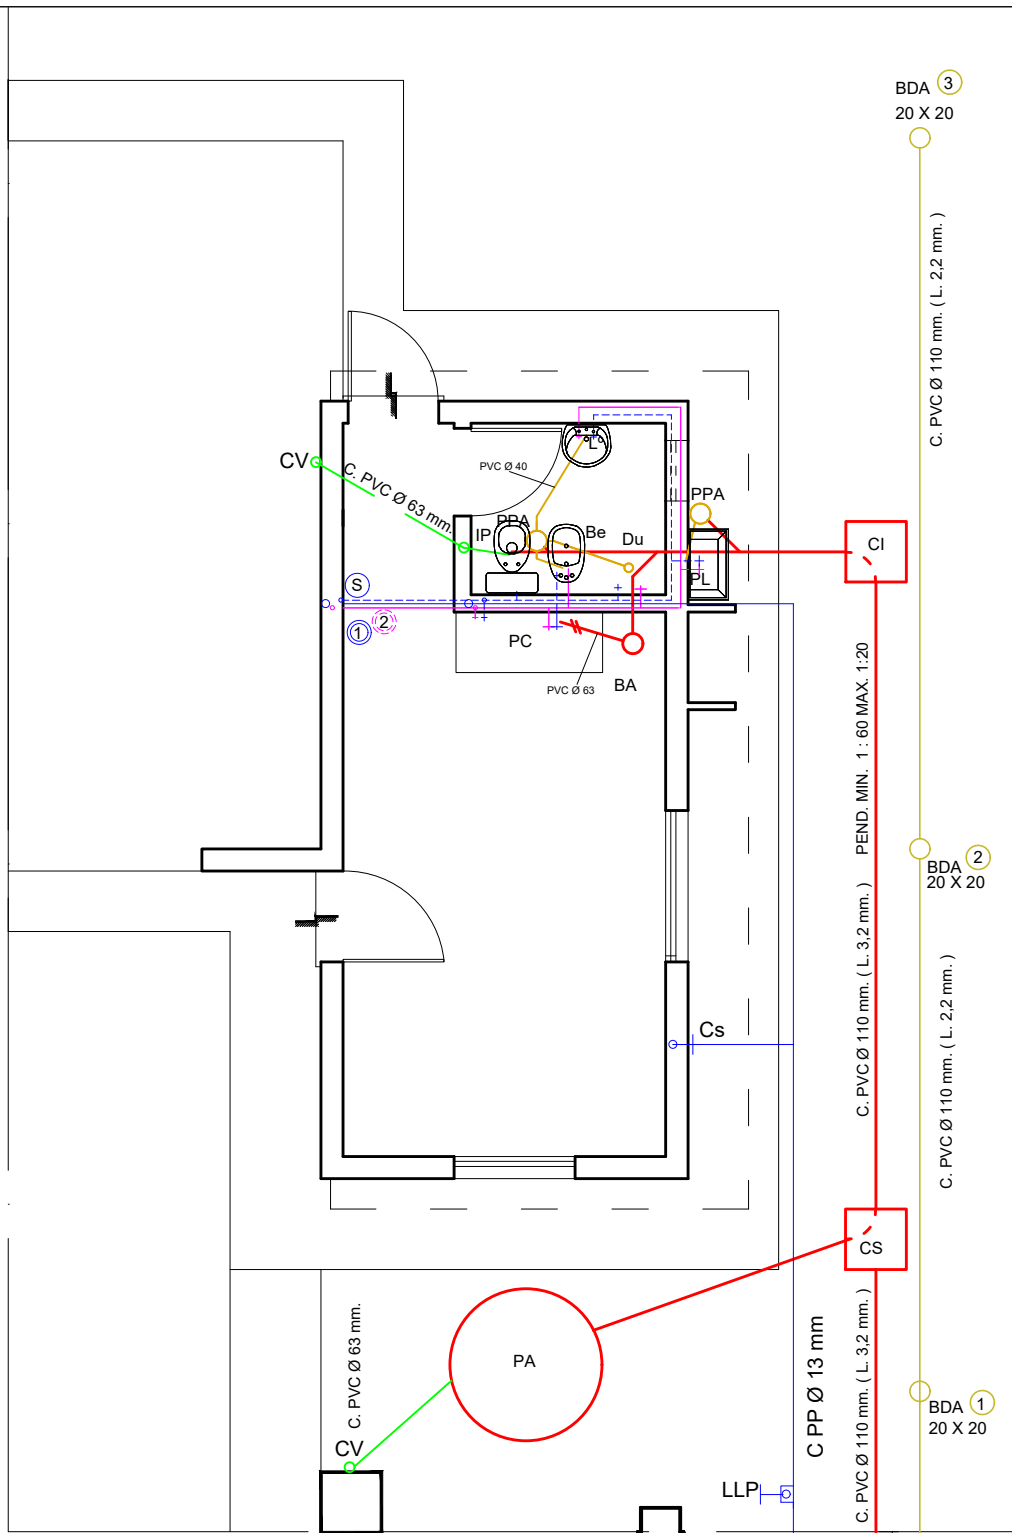 BDA 3
20 X 20
C. PVC Ø 110 mm. ( L. 2,2 mm. )
CV
C. PVC Ø 63 mm.
PVC Ø 40
L
PPA
IP
Be
Du
PPA
PL
CI
S
1
2
PC
PVC Ø 63
BA
PEND. MIN. 1 : 60 MAX. 1:20
C. PVC Ø 110 mm. ( L. 3,2 mm. )
BDA 2
20 X 20
C. PVC Ø 110 mm. ( L. 2,2 mm. )
Cs
CS
PA
C. PVC Ø 63 mm.
CV
C PP Ø 13 mm
C. PVC Ø 110 mm. ( L. 3,2 mm. )
BDA 1
20 X 20
LLP